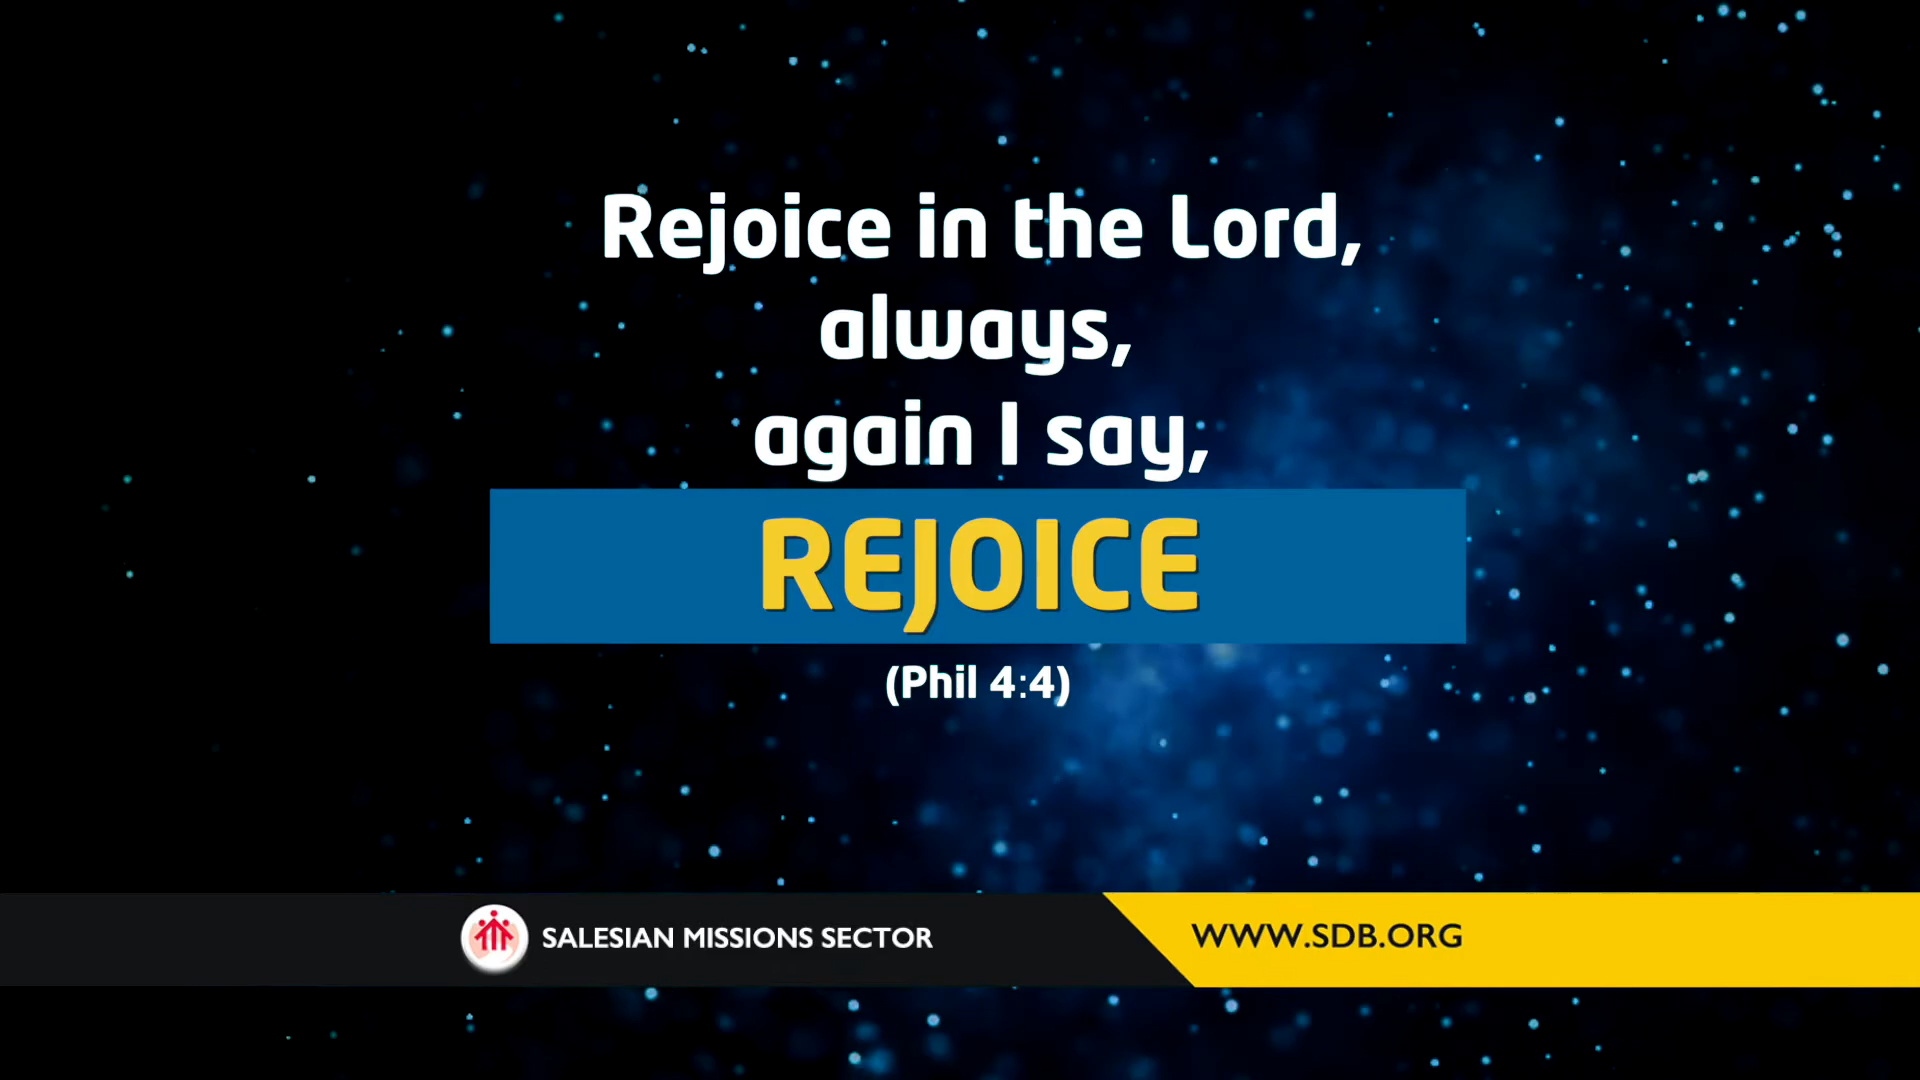 Rejoice in the Lord,
always,
again I say,
REJOICE
(Phil 4:4)
SALESIAN MISSIONS SECTOR
WWW.SDB.ORG